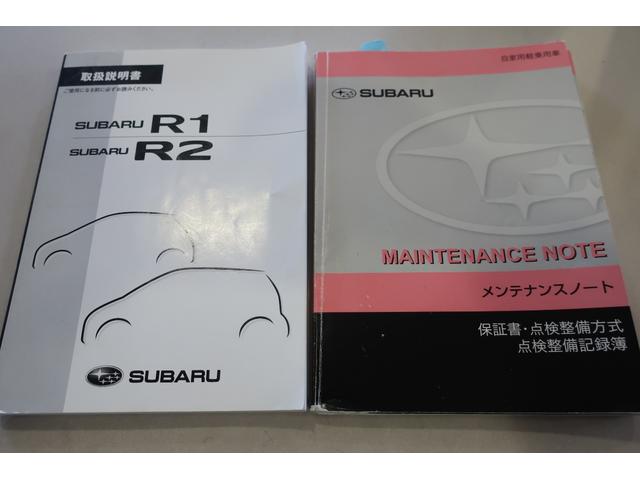 取扱説明書
ご使用になる前に必ずお読みください。
SUBARU R1
SUBARU R2
SUBARU
自家用軽乗用車
SUBARU
MAINTENANCE NOTE
メンテナンスノート
保証書・点検整備方式
点検整備記録簿